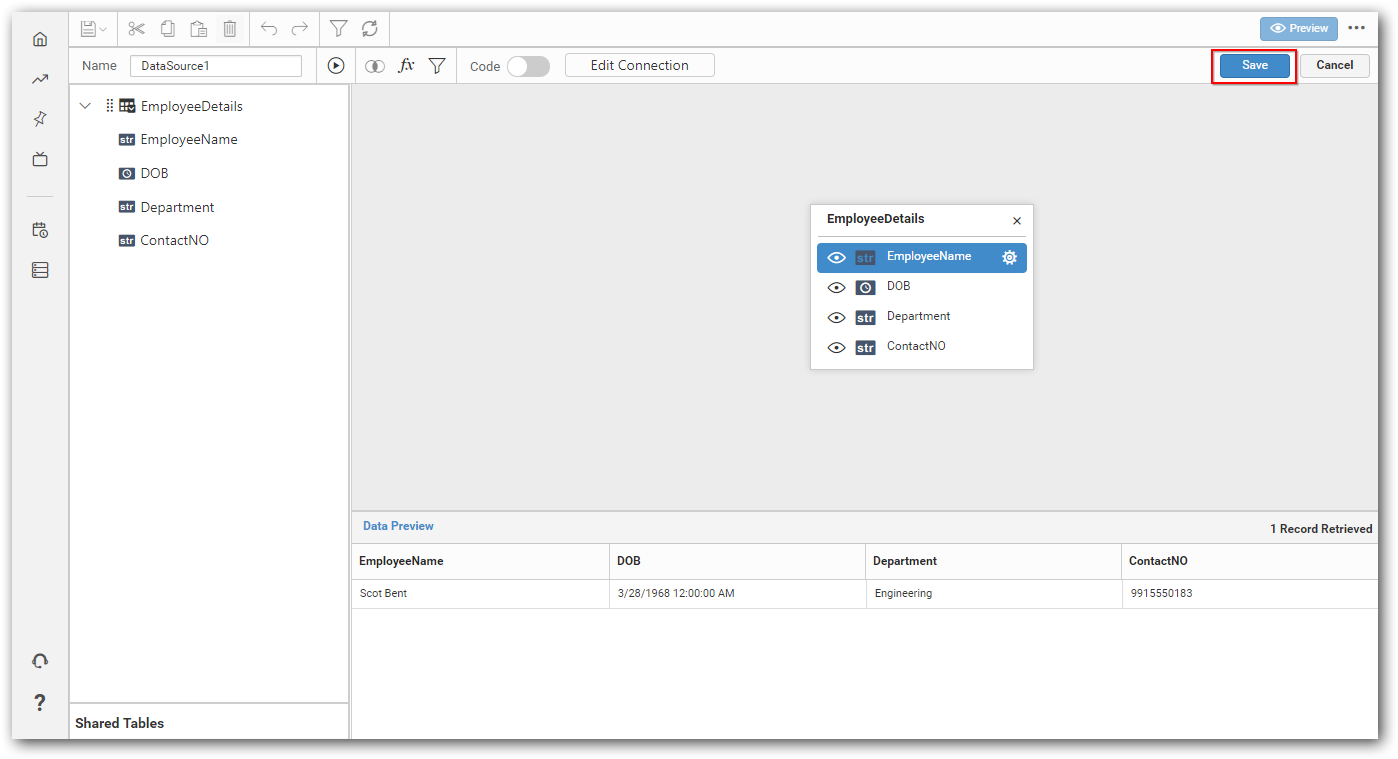 Preview
Name DataSource1 fx Code Edit Connection Save Cancel
EmployeeDetails
str EmployeeName
DOB
str Department
str ContactNO
Shared Tables
EmployeeDetails
str EmployeeName
DOB
str Department
str ContactNO
Data Preview 1 Record Retrieved
EmployeeName DOB Department ContactNO
Scot Bent 3/28/1968 12:00:00 AM Engineering 9915550183
?